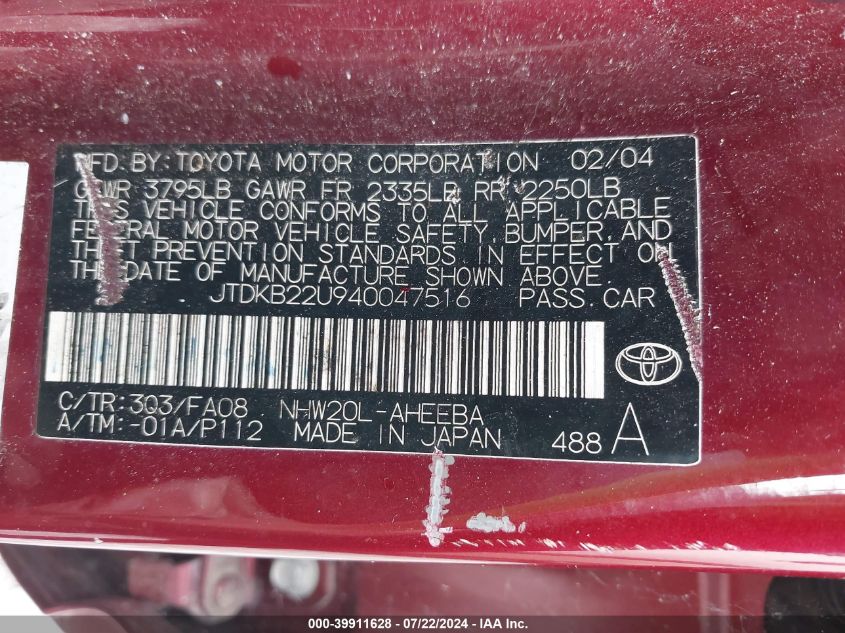 MFD BY: TOYOTA MOTOR CORPORATION 02/04
GVWR 3795LB GAWR FR 2335LB RR 2250LB
THIS VEHICLE CONFORMS TO ALL APPLICABLE
FEDERAL MOTOR VEHICLE SAFETY, BUMPER, AND
THEFT PREVENTION STANDARDS IN EFFECT ON
THE DATE OF MANUFACTURE SHOWN ABOVE.
JTDKB22U940047516 PASS. CAR
C/TR: 3Q3/FA08 NHW20L-AHEEBA
A/TM: -01A/P112 MADE IN JAPAN 488 A
000-39911628 - 07/22/2024 - IAA Inc.